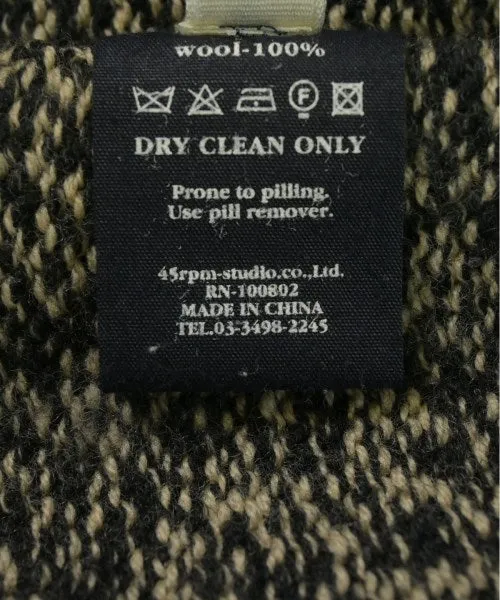 wool-100%
F
DRY CLEAN ONLY
Prone to pilling.
Use pill remover.
45rpm-studio.co.,Ltd.
RN-100802
MADE IN CHINA
TEL.03-3498-2245